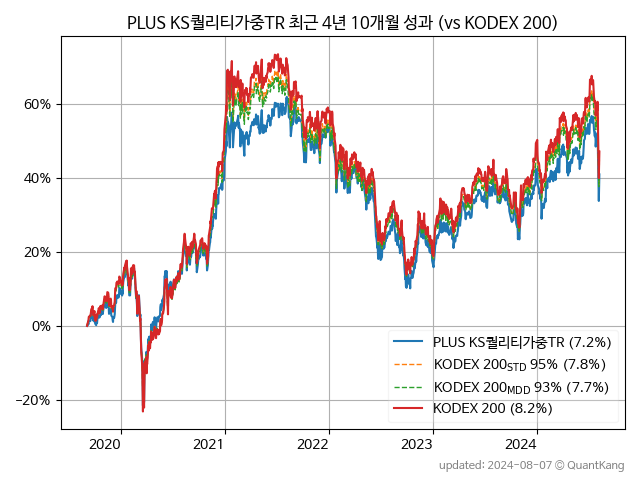 PLUS KS퀄리티가중TR 최근 4년 10개월 성과 (vs KODEX 200)
60%
40%
20%
0%
−20%
PLUS KS퀄리티가중TR (7.2%)
KODEX 200STD 95% (7.8%)
KODEX 200MDD 93% (7.7%)
KODEX 200 (8.2%)
2020 2021 2022 2023 2024
updated: 2024-08-07 © QuantKang